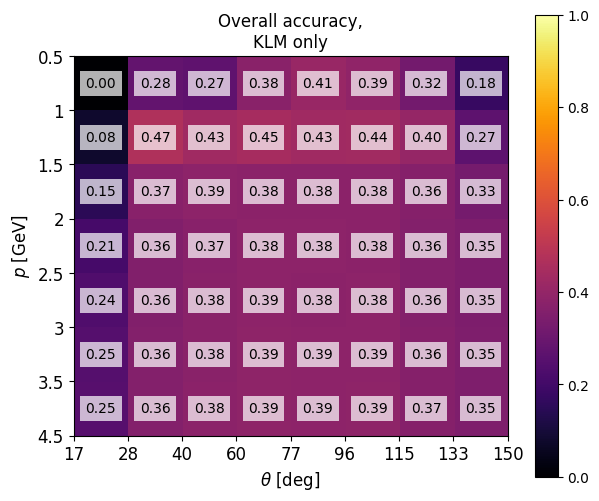 Overall accuracy,
KLM only
1.0
0.5
0.00 0.28 0.27 0.38 0.41 0.39 0.32 0.18
1
0.8
0.08 0.47 0.43 0.45 0.43 0.44 0.40 0.27
1.5
0.15 0.37 0.39 0.38 0.38 0.38 0.36 0.33
0.6
2
0.21 0.36 0.37 0.38 0.38 0.38 0.36 0.35
p [GeV]
2.5
0.4
0.24 0.36 0.38 0.39 0.38 0.38 0.36 0.35
3
0.25 0.36 0.38 0.39 0.39 0.39 0.36 0.35
3.5
0.2
0.25 0.36 0.38 0.39 0.39 0.39 0.37 0.35
4.5
17 28 40 60 77 96 115 133 150
0.0
θ [deg]